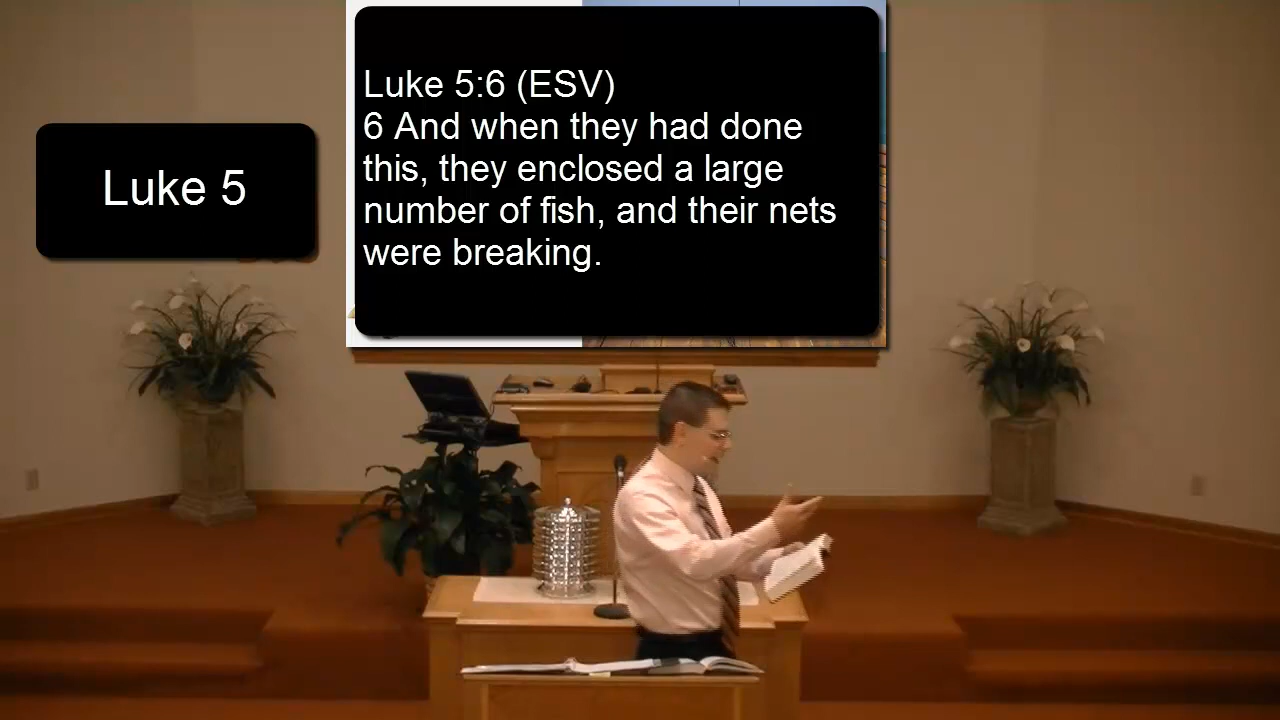 Luke 5
Luke 5:6 (ESV)
6 And when they had done
this, they enclosed a large
number of fish, and their nets
were breaking.